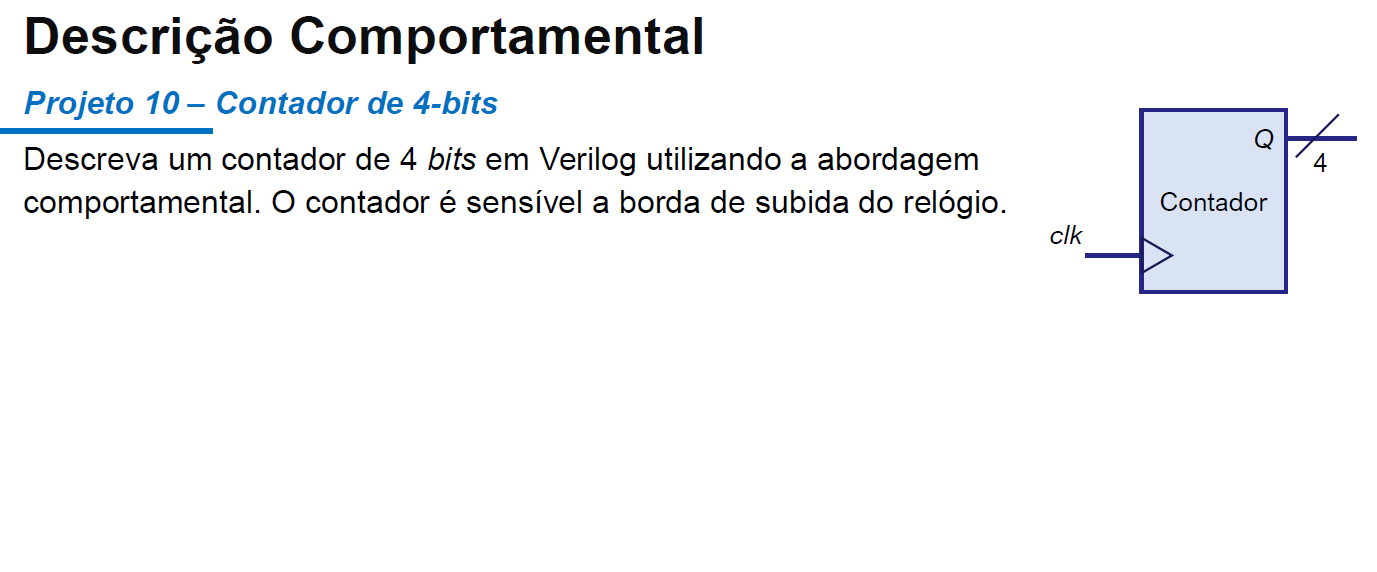 Descrição Comportamental
Projeto 10 – Contador de 4-bits
Descreva um contador de 4 bits em Verilog utilizando a abordagem
comportamental. O contador é sensível a borda de subida do relógio.
Q
4
Contador
clk